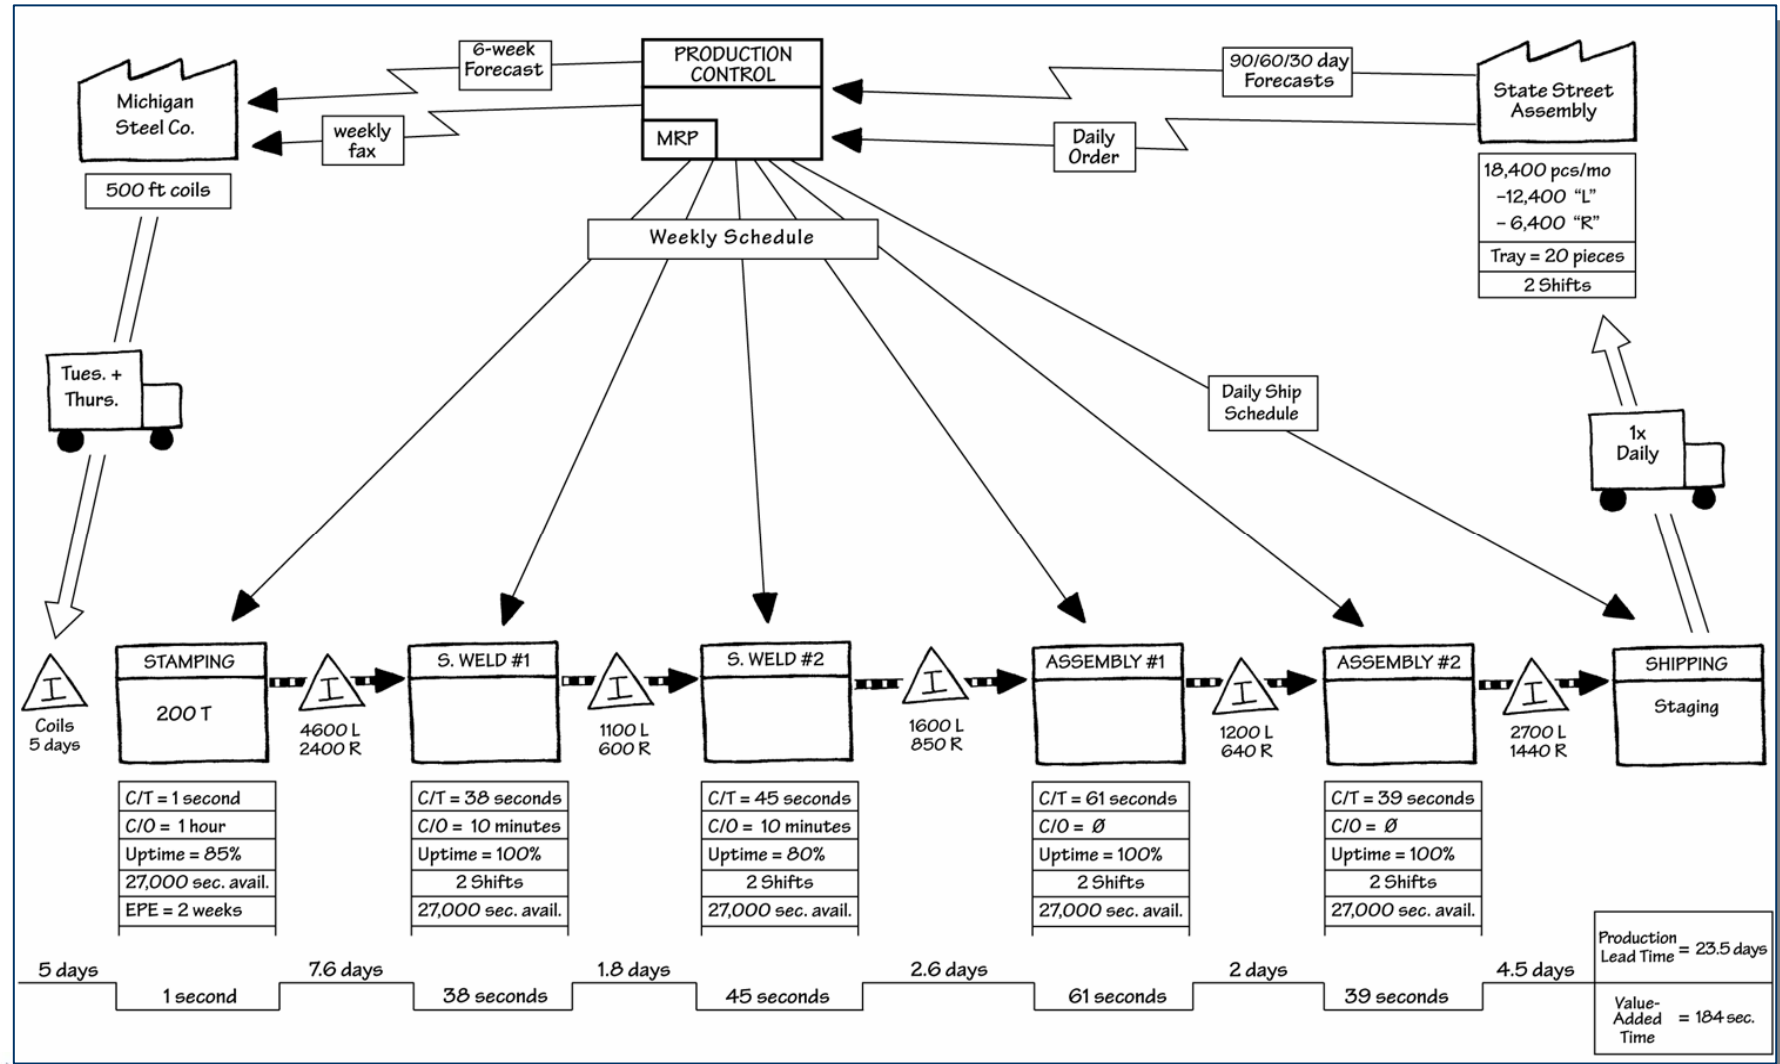 6-week
Forecast
PRODUCTION
CONTROL
90/60/30 day
Forecasts
Michigan
Steel Co.
State Street
Assembly
weekly
fax
MRP
Daily
Order
500 ft coils
18,400 pcs/mo
–12,400 “L”
– 6,400 “R”
Tray = 20 pieces
2 Shifts
Weekly Schedule
Tues. +
Thurs.
Daily Ship
Schedule
1x
Daily
I
Coils
5 days
STAMPING
200 T
I
4600 L
2400 R
S. WELD #1
I
1100 L
600 R
S. WELD #2
I
1600 L
850 R
ASSEMBLY #1
I
1200 L
640 R
ASSEMBLY #2
I
2700 L
1440 R
SHIPPING
Staging
C/T = 1 second
C/O = 1 hour
Uptime = 85%
27,000 sec. avail.
EPE = 2 weeks
C/T = 38 seconds
C/O = 10 minutes
Uptime = 100%
2 Shifts
27,000 sec. avail.
C/T = 45 seconds
C/O = 10 minutes
Uptime = 80%
2 Shifts
27,000 sec. avail.
C/T = 61 seconds
C/O = Ø
Uptime = 100%
2 Shifts
27,000 sec. avail.
C/T = 39 seconds
C/O = Ø
Uptime = 100%
2 Shifts
27,000 sec. avail.
5 days
1 second
7.6 days
38 seconds
1.8 days
45 seconds
2.6 days
61 seconds
2 days
39 seconds
4.5 days
Production
Lead Time = 23.5 days
Value-
Added = 184 sec.
Time